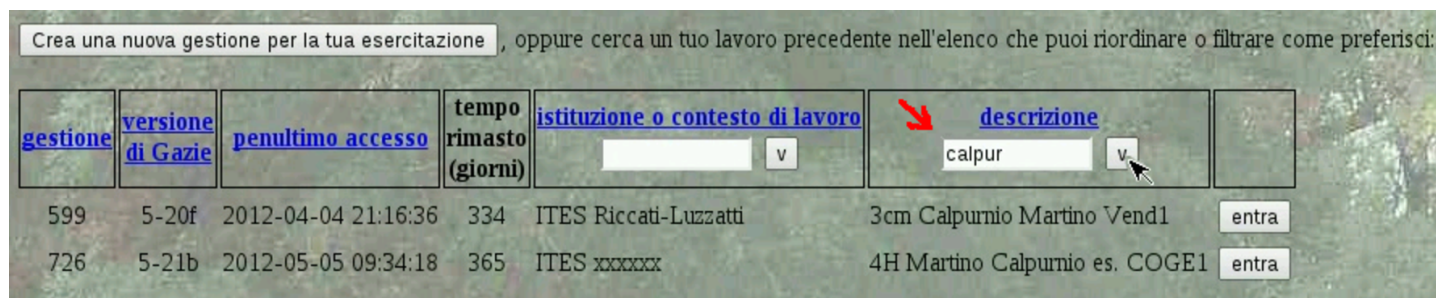 Crea una nuova gestione per la tua esercitazione , oppure cerca un tuo lavoro precedente nell'elenco che puoi riordinare o filtrare come preferisci:
gestione versione di Gazie penultimo accesso tempo rimasto (giorni) istituzione o contesto di lavoro v descrizione calpur v
599 5-20f 2012-04-04 21:16:36 334 ITES Riccati-Luzzatti 3cm Calpurnio Martino Vend1 entra
726 5-21b 2012-05-05 09:34:18 365 ITES xxxxxx 4H Martino Calpurnio es. COGE1 entra